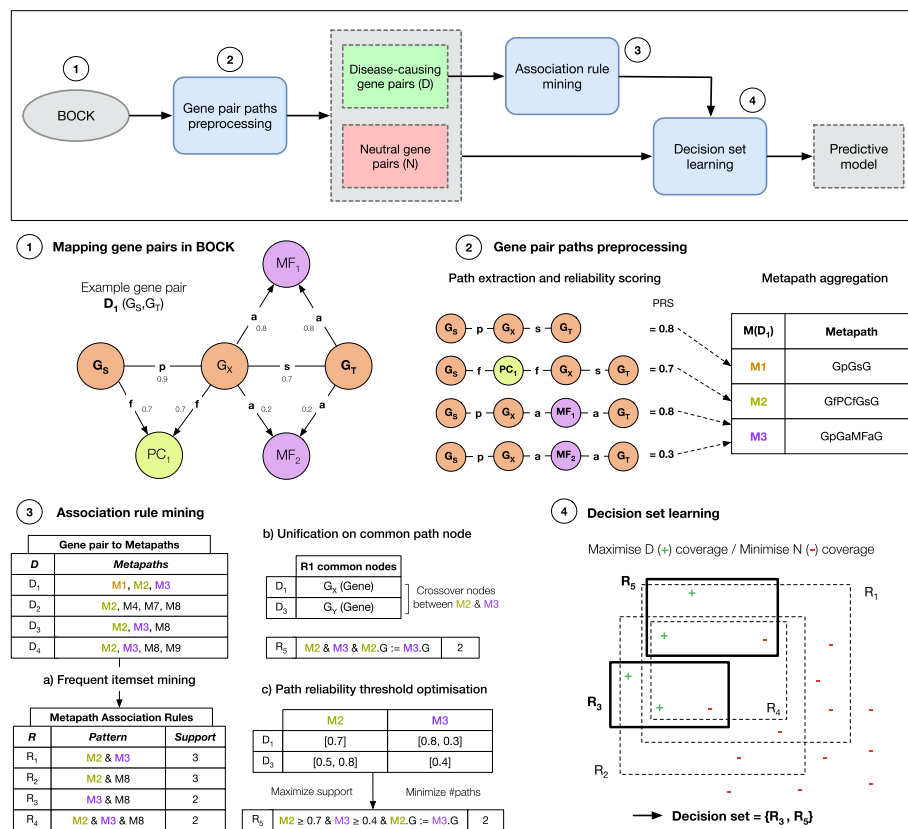 1
2
3
4
BOCK
Gene pair paths
preprocessing
Disease-causing
gene pairs (D)
Neutral gene
pairs (N)
Association rule
mining
Decision set
learning
Predictive
model
1 Mapping gene pairs in BOCK
Example gene pair
D1 (GS,GT)
MF1
a
0.8
a
0.8
GS
p
0.9
GX
s
0.7
GT
f
0.7
f
0.7
a
0.2
a
0.2
PC1
MF2
2 Gene pair paths preprocessing
Path extraction and reliability scoring
Metapath aggregation
PRS
GS p GX s GT = 0.8
GS f PC1 f GX s GT = 0.7
GS p GX a MF1 a GT = 0.8
GS p GX a MF2 a GT = 0.3
M(D1) Metapath
M1 GpGsG
M2 GfPCfGsG
M3 GpGaMFaG
3 Association rule mining
Gene pair to Metapaths
D Metapaths
D1 M1, M2, M3
D2 M2, M4, M7, M8
D3 M2, M3, M8
D4 M2, M3, M8, M9
a) Frequent itemset mining
Metapath Association Rules
R Pattern Support
R1 M2 & M3 3
R2 M2 & M8 3
R3 M3 & M8 2
R4 M2 & M3 & M8 2
b) Unification on common path node
R1 common nodes
D1 GX (Gene)
D3 GY (Gene)
Crossover nodes
between M2 & M3
R5 M2 & M3 & M2.G := M3.G 2
c) Path reliability threshold optimisation
M2 M3
D1 [0.7] [0.8, 0.3]
D3 [0.5, 0.8] [0.4]
Maximize support
Minimize #paths
R5 M2 ≥ 0.7 & M3 ≥ 0.4 & M2.G := M3.G 2
4 Decision set learning
Maximise D (+) coverage / Minimise N (-) coverage
R5
R1
R3
R4
R2
Decision set = {R3 , R5}